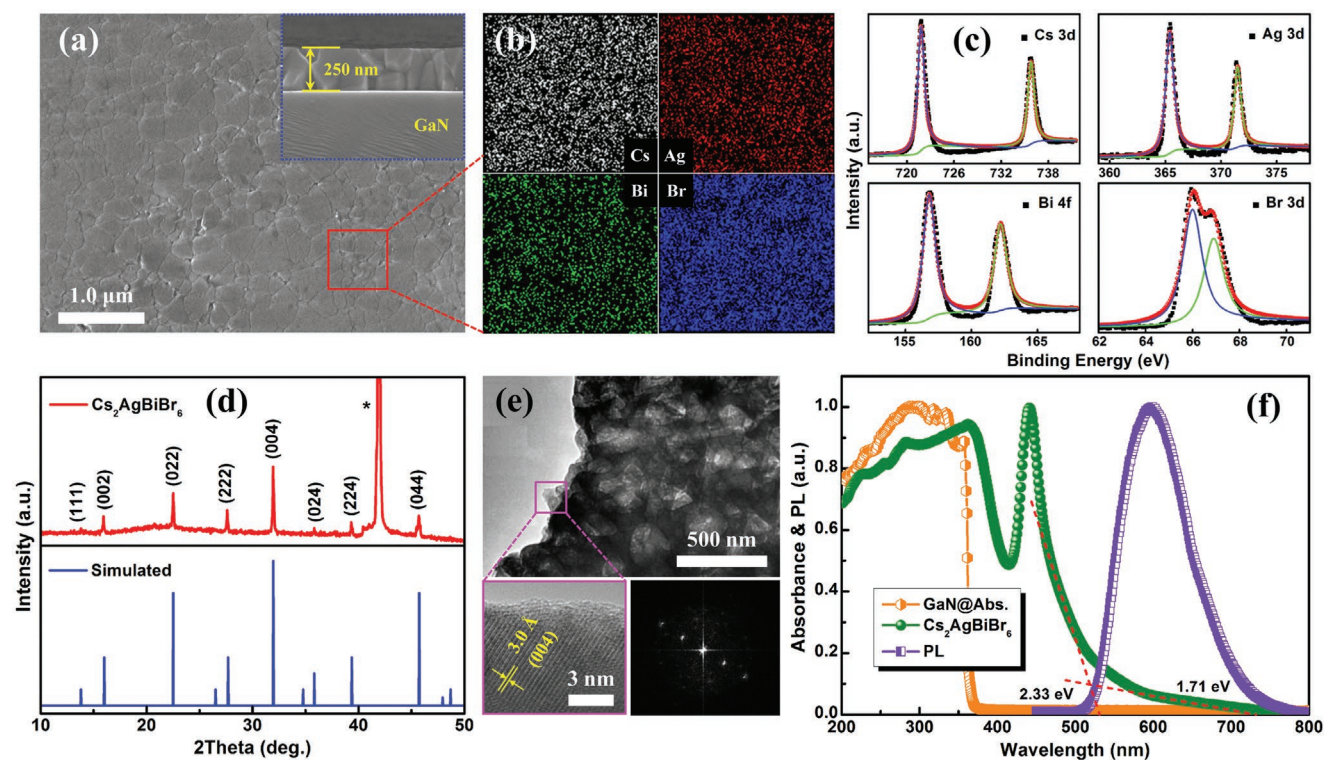 (a)
250 nm
GaN
1.0 μm
(b)
Cs Ag
Bi Br
(c)
Intensity (a.u.)
■ Cs 3d
720 726 732 738
■ Ag 3d
360 365 370 375
■ Bi 4f
155 160 165
■ Br 3d
62 64 66 68 70
Binding Energy (eV)
(d)
Intensity (a.u.)
Cs₂AgBiBr₆
*
(111)
(002)
(022)
(222)
(004)
(024)
(224)
(044)
Simulated
10 20 30 40 50
2Theta (deg.)
(e)
500 nm
3.0 Å
(004)
3 nm
(f)
Absorbance & PL (a.u.)
1.0
0.8
0.6
0.4
0.2
0.0
GaN@Abs.
Cs₂AgBiBr₆
PL
2.33 eV
1.71 eV
200 300 400 500 600 700 800
Wavelength (nm)